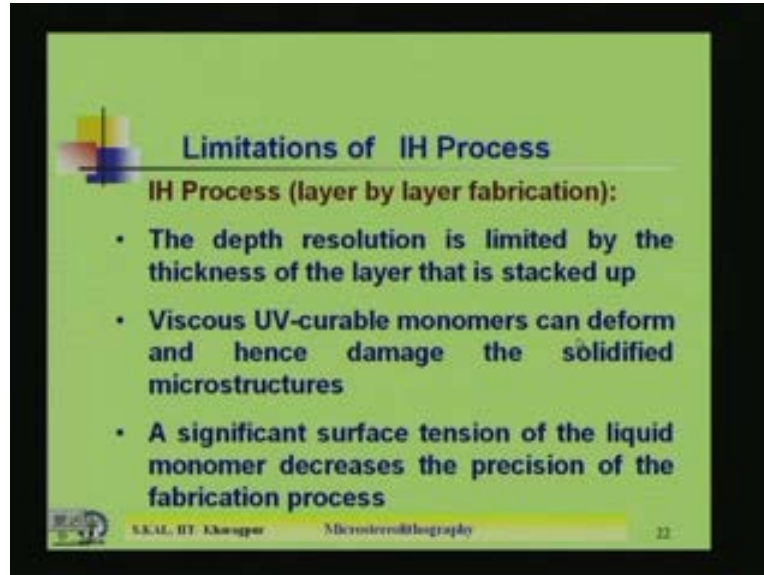 Limitations of IH Process
IH Process (layer by layer fabrication):
• The depth resolution is limited by the
thickness of the layer that is stacked up
• Viscous UV-curable monomers can deform
and hence damage the solidified
microstructures
• A significant surface tension of the liquid
monomer decreases the precision of the
fabrication process
S.KAL, IIT- Kharagpur Microstereolithography 22